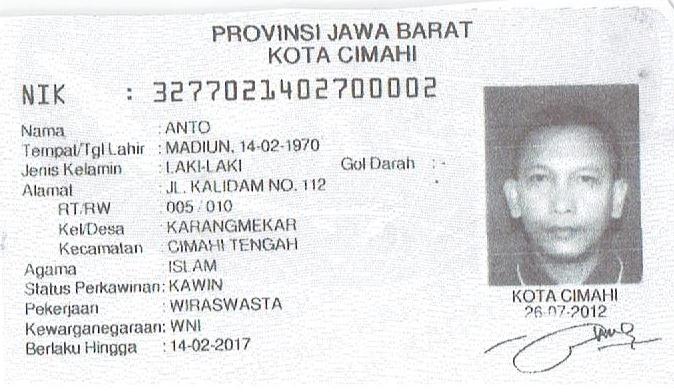 PROVINSI JAWA BARAT
KOTA CIMAHI
NIK : 3277021402700002
Nama : ANTO
Tempat/Tgl Lahir : MADIUN, 14-02-1970
Jenis Kelamin : LAKI-LAKI Gol Darah : -
Alamat : JL. KALIDAM NO. 112
RT/RW : 005 / 010
Kel/Desa : KARANGMEKAR
Kecamatan : CIMAHI TENGAH
Agama : ISLAM
Status Perkawinan: KAWIN
Pekerjaan : WIRASWASTA
Kewarganegaraan: WNI
Berlaku Hingga : 14-02-2017
KOTA CIMAHI
26-07-2012